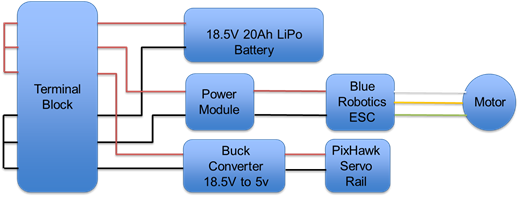 Terminal
Block
18.5V 20Ah LiPo
Battery
Power
Module
Blue
Robotics
ESC
Motor
Buck
Converter
18.5V to 5v
PixHawk
Servo
Rail